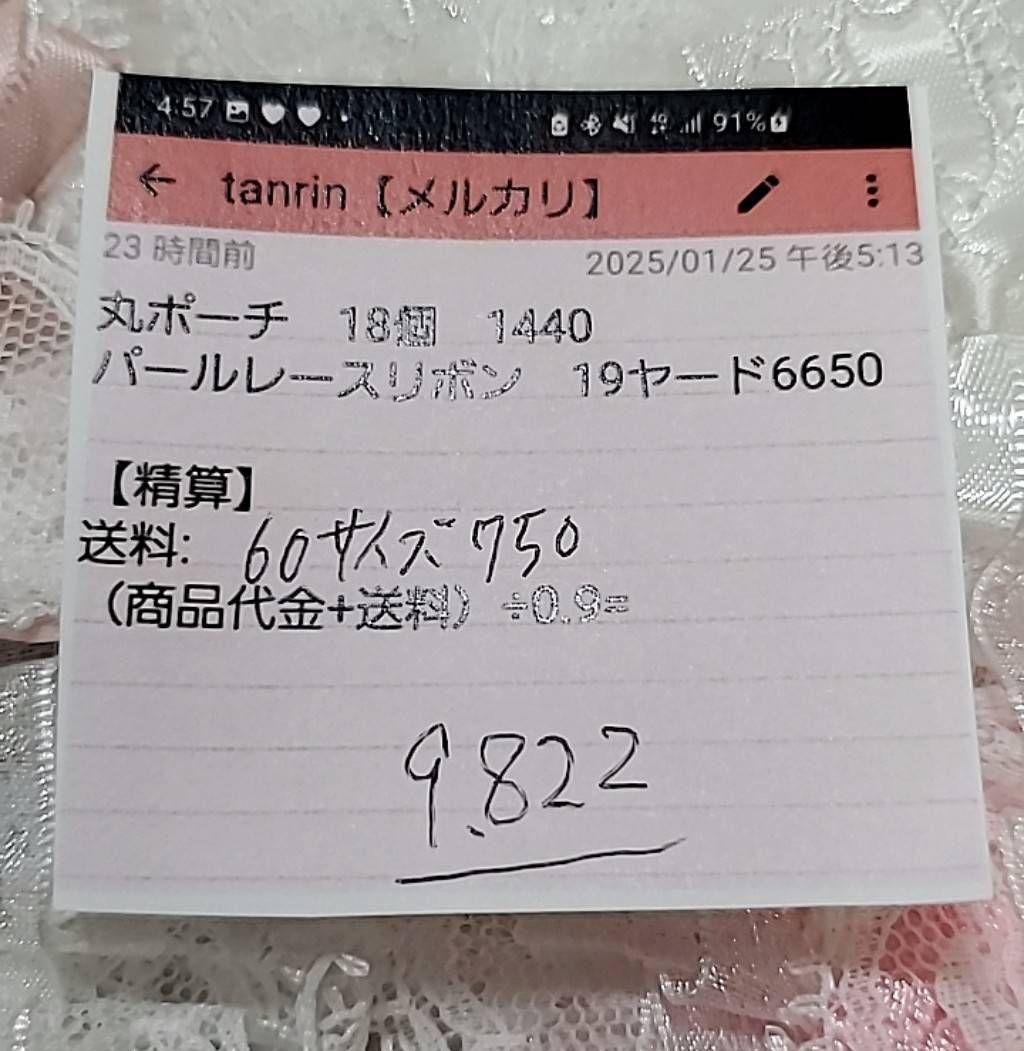 4:57 91%
← tanrin【メルカリ】
23 時間前 2025/01/25 午後5:13
丸ポーチ 18個 1440
パールレースリボン 19ヤード6650
【精算】
送料: 60サイズ 750
（商品代金+送料）÷0.9=
9.822